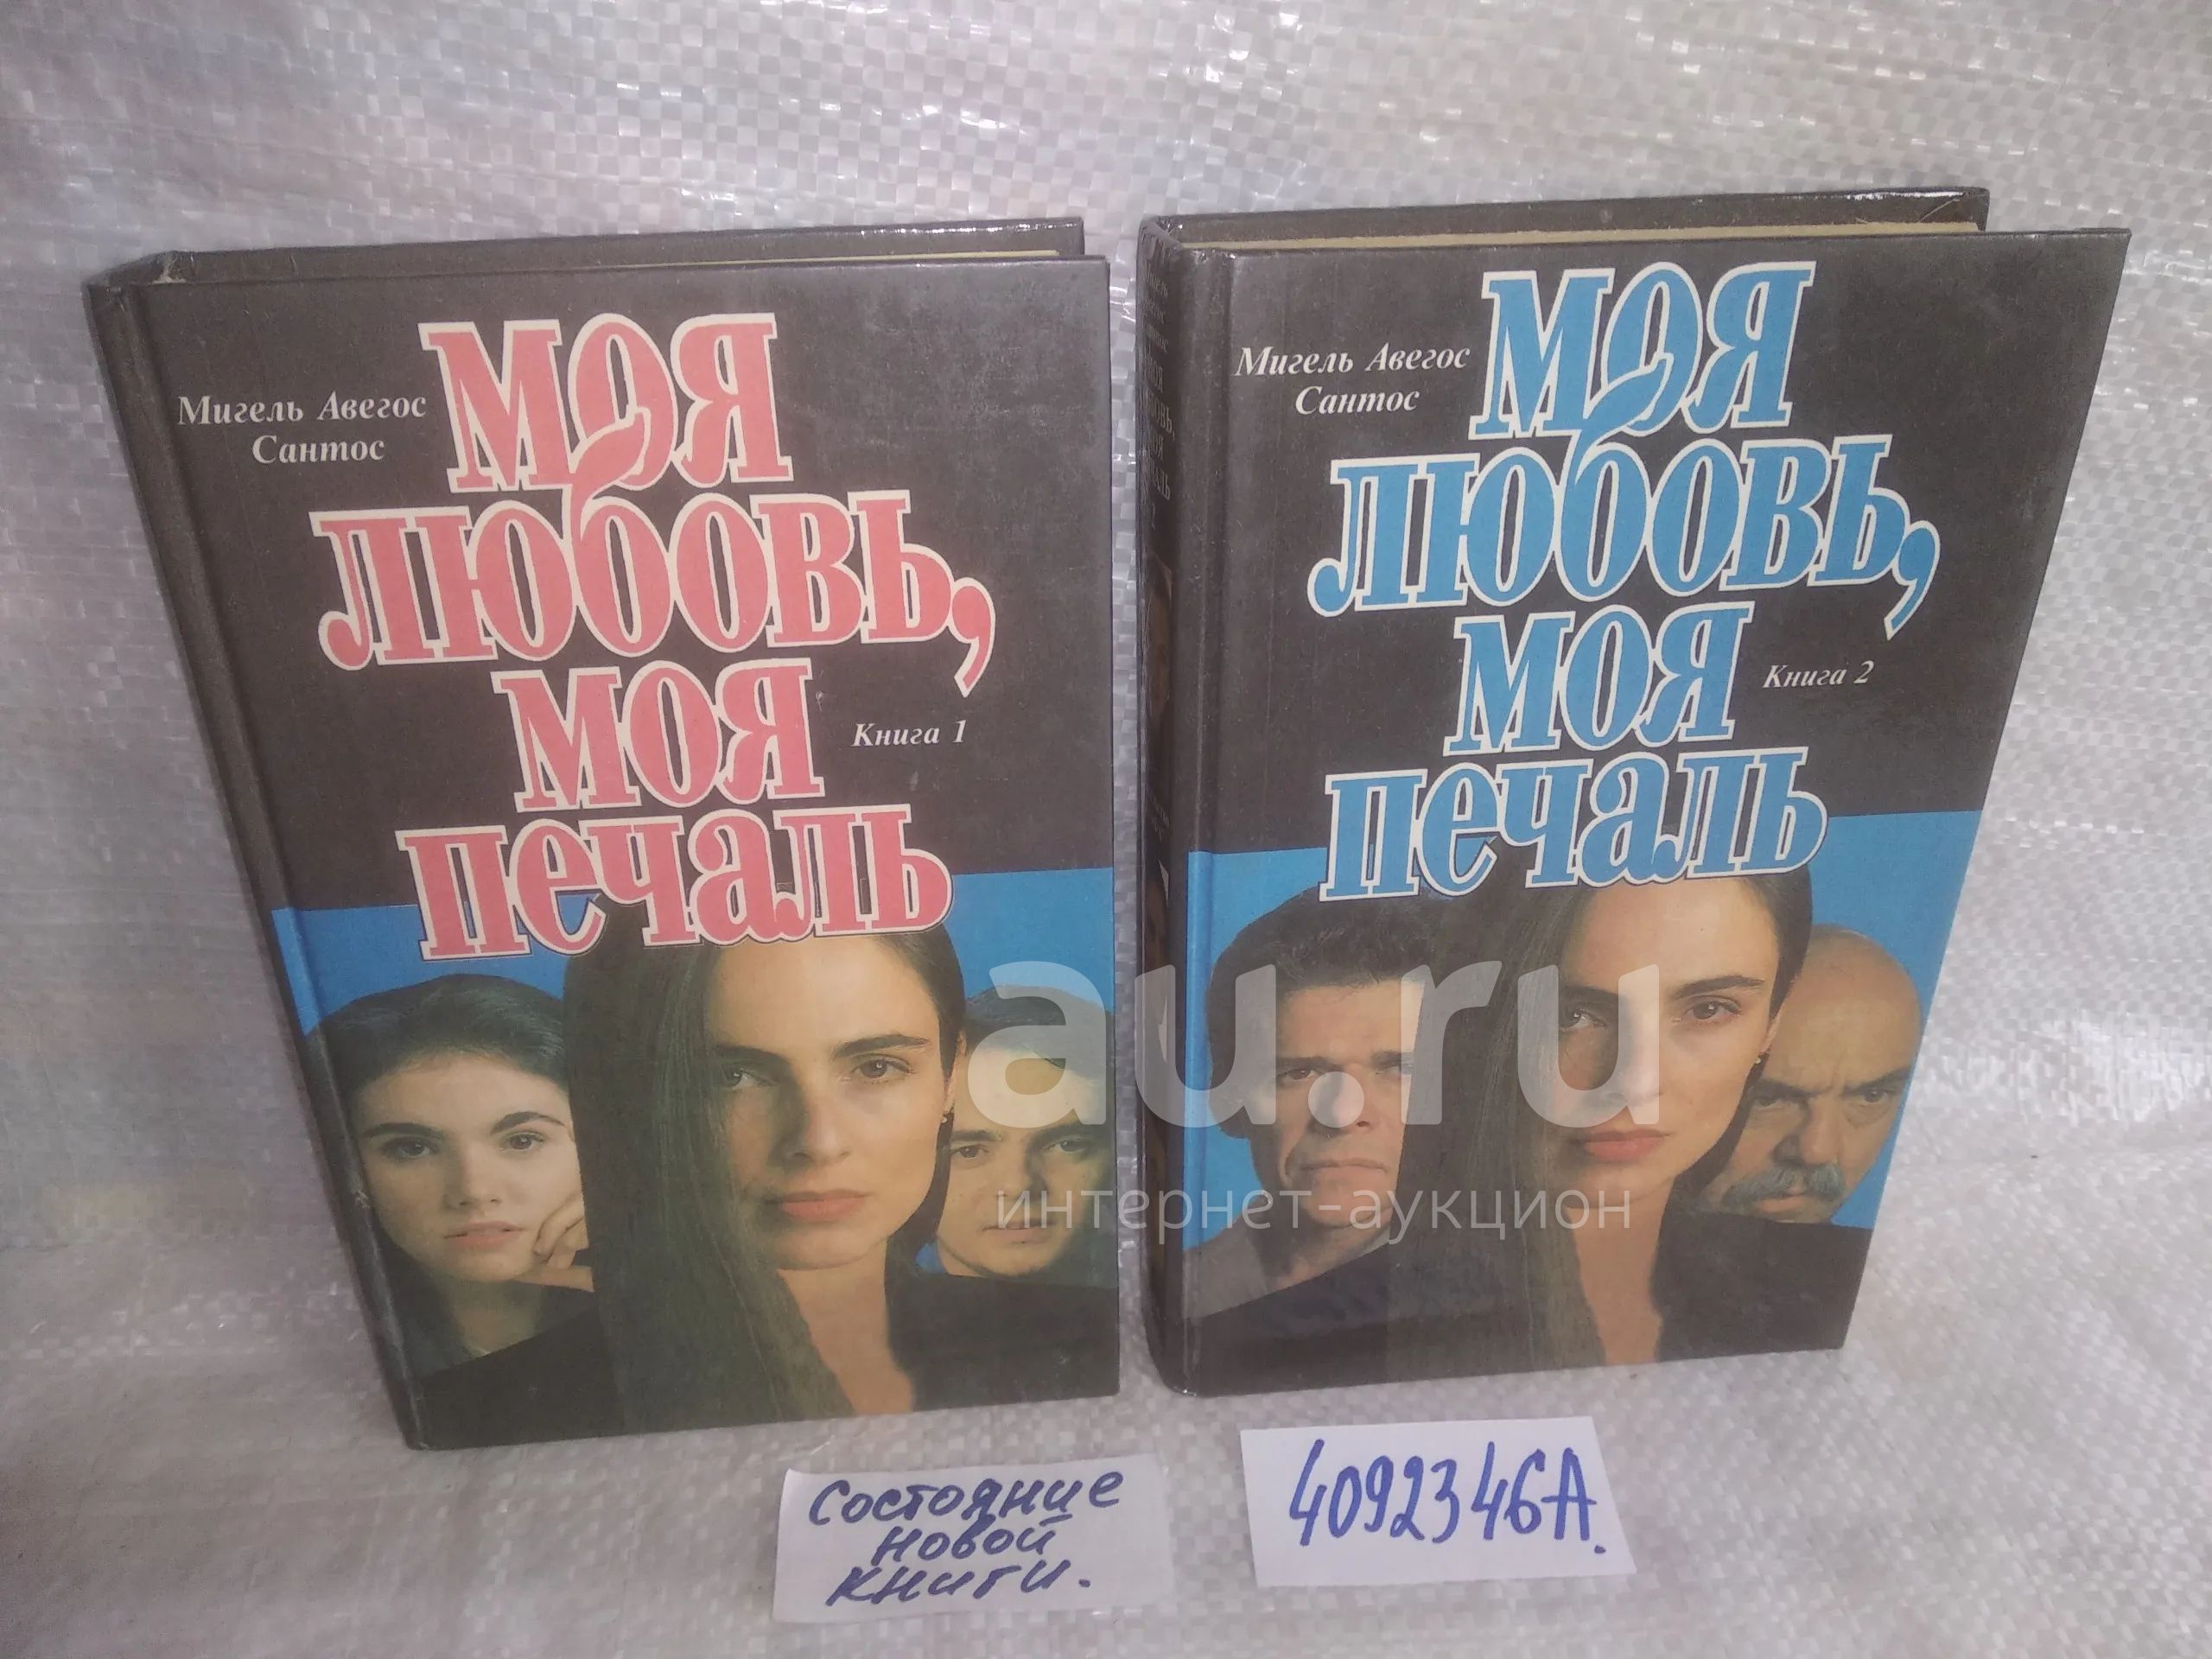 Мигель Авегос
Сантос
моя
любовь,
моя
Книга 1
печаль
Мигель Авегос
Сантос
моя
любовь,
моя
Книга 2
печаль
au.ru
интернет-аукцион
Состояние
новой
книги.
4092346А.